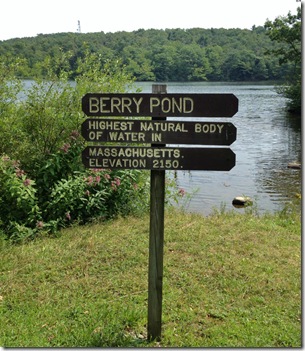 BERRY POND
HIGHEST NATURAL BODY
OF WATER IN
MASSACHUSETTS.
ELEVATION 2150.